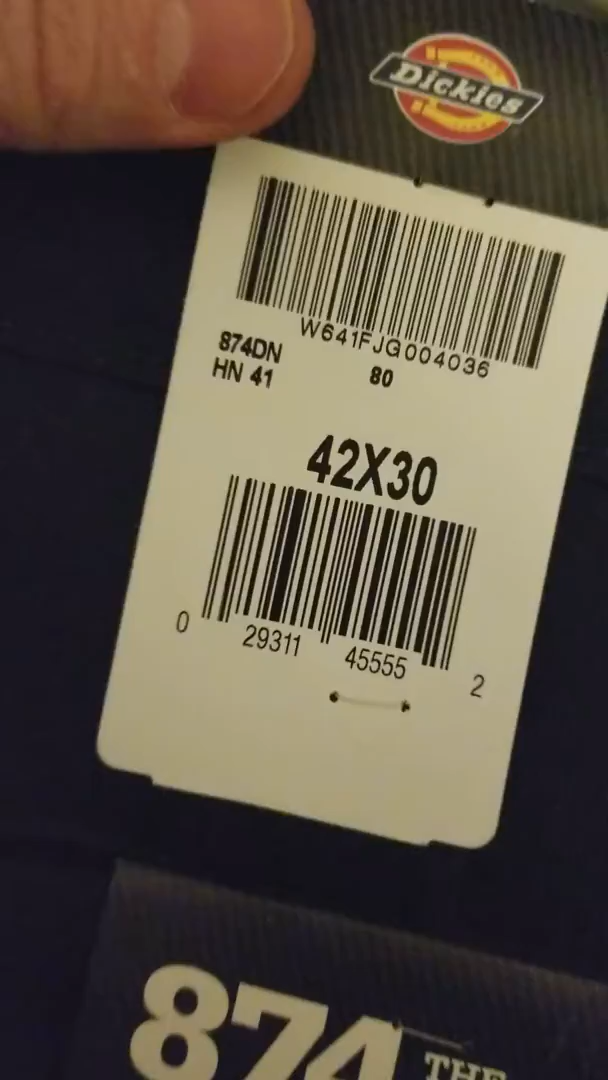 Dickies
W641FJG004036
874DN
HN 41
80
42X30
0 29311 45555 2
874 THE